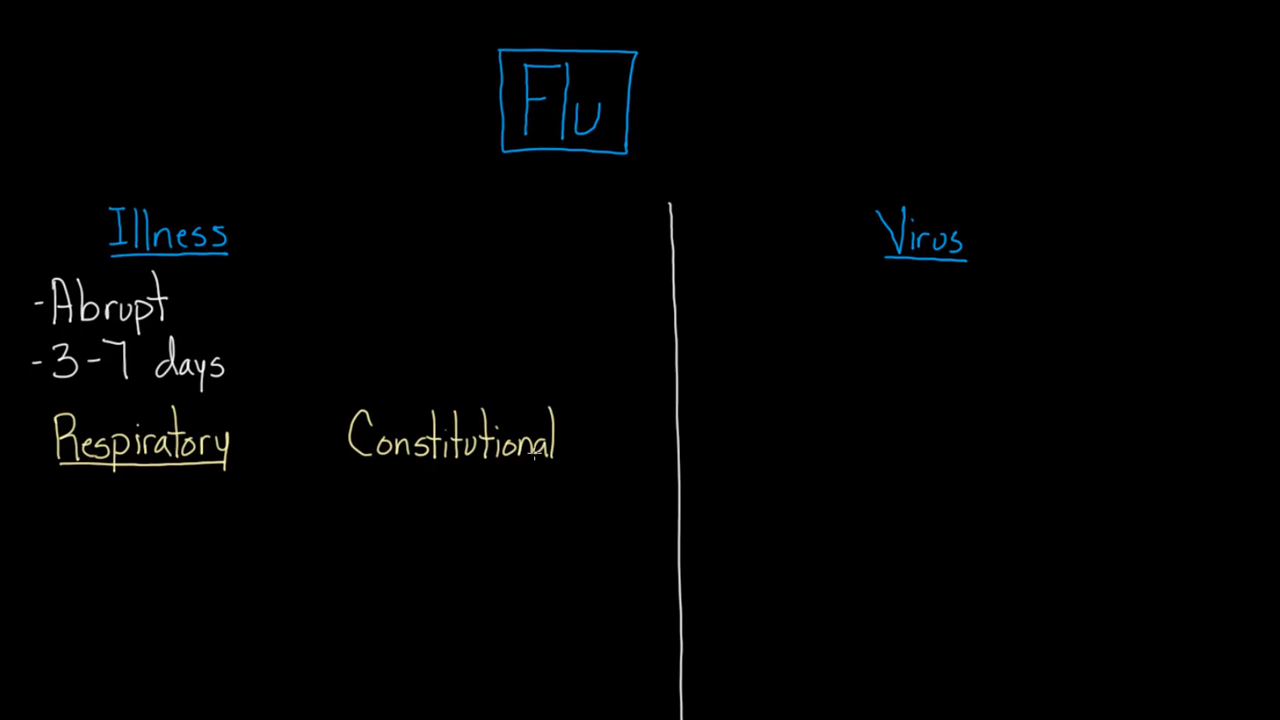 Flu
Illness
- Abrupt
- 3-7 days
Respiratory
Constitutional
Virus